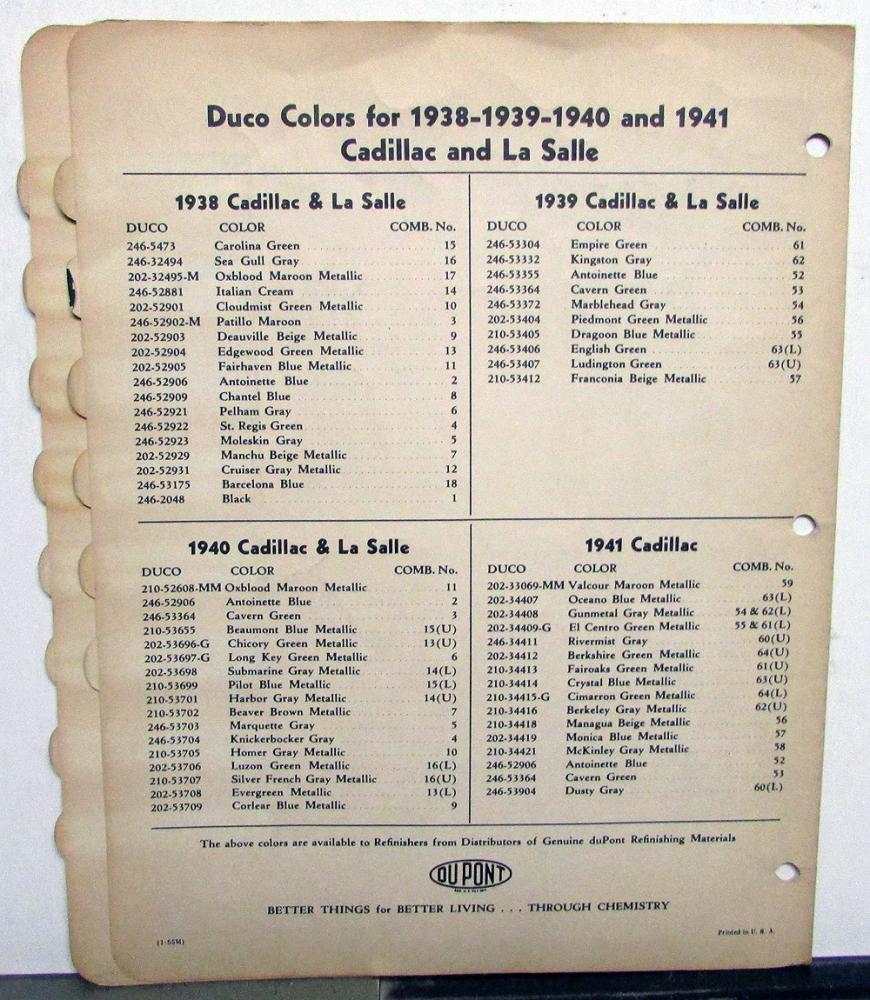 Duco Colors for 1938-1939-1940 and 1941
Cadillac and La Salle
1938 Cadillac & La Salle
DUCO COLOR COMB. No.
246-5473 Carolina Green 15
246-32494 Sea Gull Gray 16
202-32495-M Oxblood Maroon Metallic 17
246-52881 Italian Cream 14
202-52901 Cloudmist Green Metallic 10
246-52902-M Patillo Maroon 3
202-52903 Deauville Beige Metallic 9
202-52904 Edgewood Green Metallic 13
202-52905 Fairhaven Blue Metallic 11
246-52906 Antoinette Blue 2
246-52909 Chantel Blue 8
246-52921 Pelham Gray 6
246-52922 St. Regis Green 4
246-52923 Moleskin Gray 5
202-52929 Manchu Beige Metallic 7
202-52931 Cruiser Gray Metallic 12
246-53175 Barcelona Blue 18
246-2048 Black 1
1939 Cadillac & La Salle
DUCO COLOR COMB. No.
246-53304 Empire Green 61
246-53332 Kingston Gray 62
246-53355 Antoinette Blue 52
246-53364 Cavern Green 53
246-53372 Marblehead Gray 54
202-53404 Piedmont Green Metallic 56
210-53405 Dragoon Blue Metallic 55
246-53406 English Green 63(L)
246-53407 Ludington Green 63(U)
210-53412 Franconia Beige Metallic 57
1940 Cadillac & La Salle
DUCO COLOR COMB. No.
210-52608-MM Oxblood Maroon Metallic 11
246-52906 Antoinette Blue 2
246-53364 Cavern Green 3
210-53655 Beaumont Blue Metallic 15(U)
202-53696-G Chicory Green Metallic 13(U)
202-53697-G Long Key Green Metallic 6
202-53698 Submarine Gray Metallic 14(L)
210-53699 Pilot Blue Metallic 15(L)
210-53701 Harbor Gray Metallic 14(U)
210-53702 Beaver Brown Metallic 7
246-53703 Marquette Gray 5
246-53704 Knickerbocker Gray 4
210-53705 Homer Gray Metallic 10
202-53706 Luzon Green Metallic 16(L)
210-53707 Silver French Gray Metallic 16(U)
202-53708 Evergreen Metallic 13(L)
202-53709 Corlear Blue Metallic 9
1941 Cadillac
DUCO COLOR COMB. No.
202-33069-MM Valcour Maroon Metallic 59
202-34407 Oceano Blue Metallic 63(L)
202-34408 Gunmetal Gray Metallic 54 & 62(L)
202-34409-G El Centro Green Metallic 55 & 61(L)
246-34411 Rivermist Gray 60(U)
202-34412 Berkshire Green Metallic 64(U)
210-34413 Fairoaks Green Metallic 61(U)
210-34414 Crystal Blue Metallic 63(U)
210-34415-G Cimarron Green Metallic 64(L)
210-34416 Berkeley Gray Metallic 62(U)
210-34418 Managua Beige Metallic 56
202-34419 Monica Blue Metallic 57
210-34421 McKinley Gray Metallic 58
246-52906 Antoinette Blue 52
246-53364 Cavern Green 53
246-53904 Dusty Gray 60(L)
The above colors are available to Refinishers from Distributors of Genuine duPont Refinishing Materials
DU PONT
BETTER THINGS for BETTER LIVING . . . THROUGH CHEMISTRY
Printed in U. S. A.